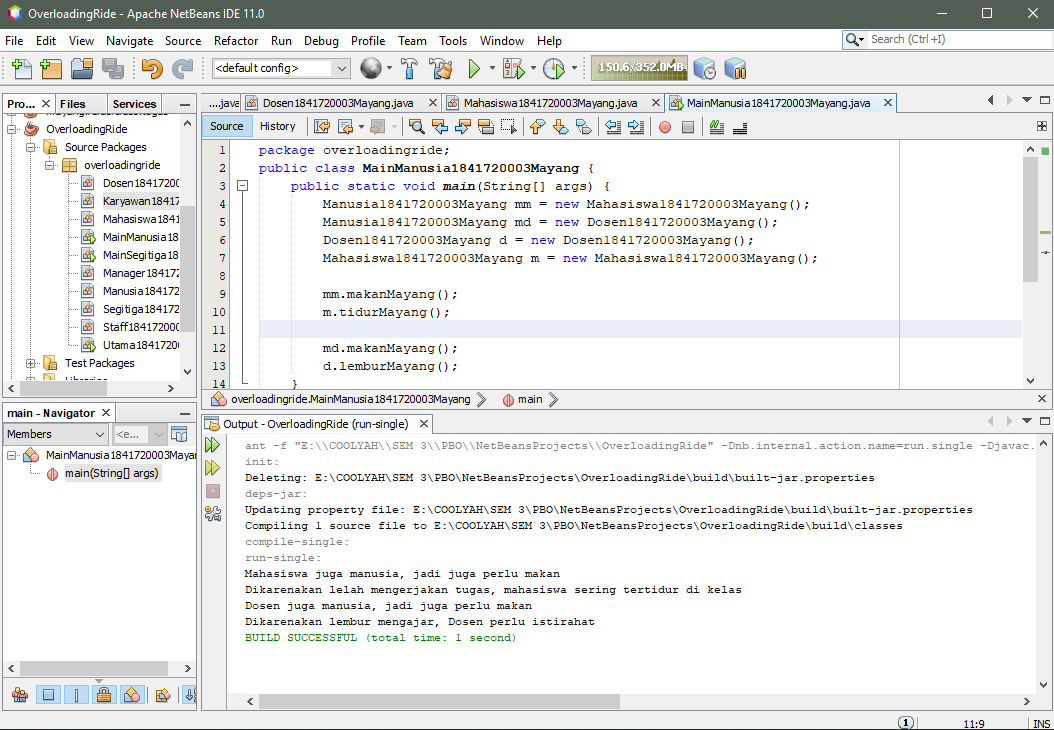 OverloadingRide - Apache NetBeans IDE 11.0
File Edit View Navigate Source Refactor Run Debug Profile Team Tools Window Help
Search (Ctrl+I)
<default config>
150.6/352.0MB
Pro... Files Services
OverloadingRide
Source Packages
overloadingride
Dosen184172000
Karyawan18417
Mahasiswa1841
MainManusia18
MainSegitiga18
Manager184172
Manusia184172
Segitiga184172
Staff184172000
Utama1841720
Test Packages
....java Dosen1841720003Mayang.java Mahasiswa1841720003Mayang.java MainManusia1841720003Mayang.java
Source History
1 package overloadingride;
2 public class MainManusia1841720003Mayang {
3 public static void main(String[] args) {
4 Manusia1841720003Mayang mm = new Mahasiswa1841720003Mayang();
5 Manusia1841720003Mayang md = new Dosen1841720003Mayang();
6 Dosen1841720003Mayang d = new Dosen1841720003Mayang();
7 Mahasiswa1841720003Mayang m = new Mahasiswa1841720003Mayang();
8
9 mm.makanMayang();
10 m.tidurMayang();
11
12 md.makanMayang();
13 d.lemburMayang();
14 }
overloadingride.MainManusia1841720003Mayang main
main - Navigator
Members <e...
MainManusia1841720003Mayan
main(String[] args)
Output - OverloadingRide (run-single)
ant -f "E:\\COOLYAH\\SEM 3\\PBO\\NetBeansProjects\\OverloadingRide" -Dnb.internal.action.name=run.single -Djavac.
init:
Deleting: E:\COOLYAH\SEM 3\PBO\NetBeansProjects\OverloadingRide\build\built-jar.properties
deps-jar:
Updating property file: E:\COOLYAH\SEM 3\PBO\NetBeansProjects\OverloadingRide\build\built-jar.properties
Compiling 1 source file to E:\COOLYAH\SEM 3\PBO\NetBeansProjects\OverloadingRide\build\classes
compile-single:
run-single:
Mahasiswa juga manusia, jadi juga perlu makan
Dikarenakan lelah mengerjakan tugas, mahasiswa sering tertidur di kelas
Dosen juga manusia, jadi juga perlu makan
Dikarenakan lembur mengajar, Dosen perlu istirahat
BUILD SUCCESSFUL (total time: 1 second)
1 11:9 INS